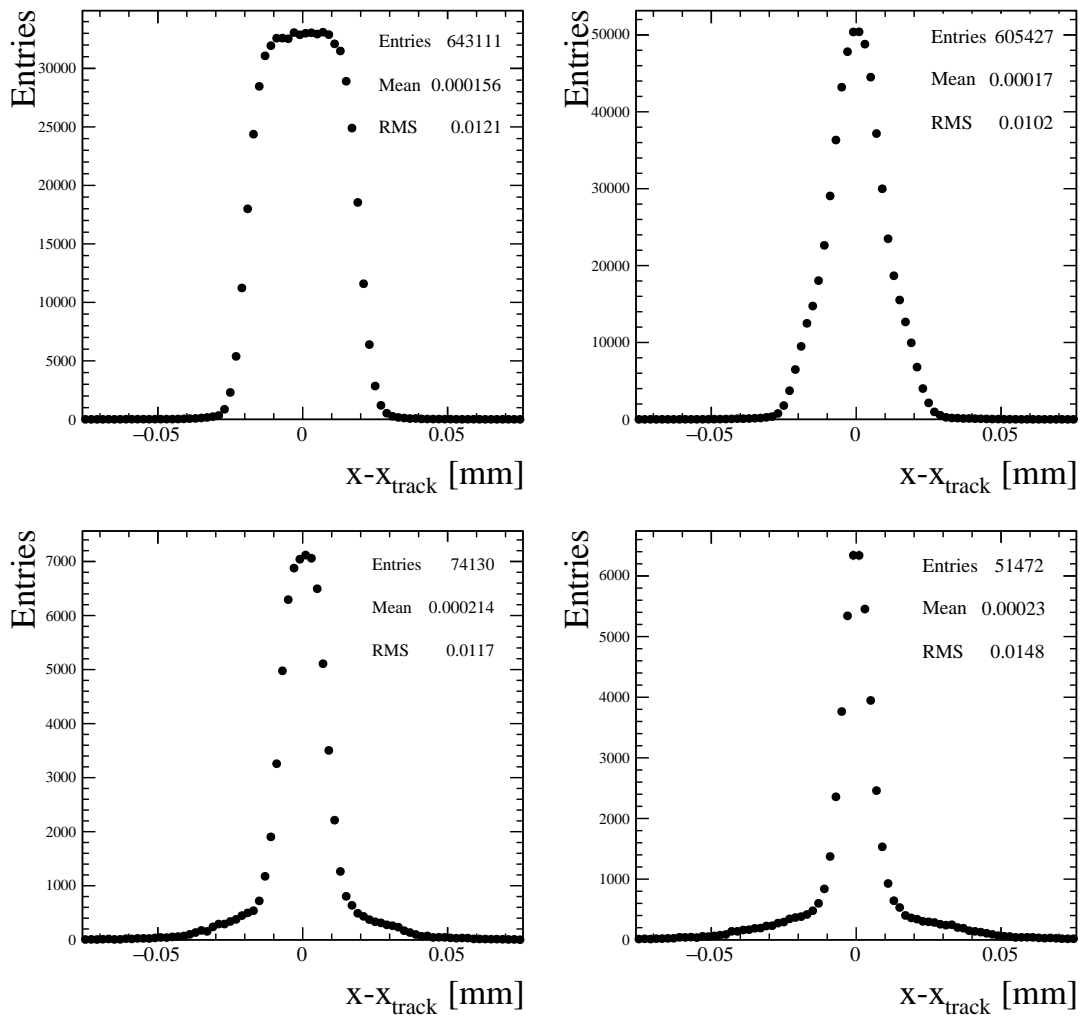 Entries
Entries 643111
Mean 0.000156
RMS 0.0121
30000
25000
20000
15000
10000
5000
0
−0.05 0 0.05
x-xtrack [mm]
Entries
Entries 605427
Mean 0.00017
RMS 0.0102
50000
40000
30000
20000
10000
0
−0.05 0 0.05
x-xtrack [mm]
Entries
Entries 74130
Mean 0.000214
RMS 0.0117
7000
6000
5000
4000
3000
2000
1000
0
−0.05 0 0.05
x-xtrack [mm]
Entries
Entries 51472
Mean 0.00023
RMS 0.0148
6000
5000
4000
3000
2000
1000
0
−0.05 0 0.05
x-xtrack [mm]